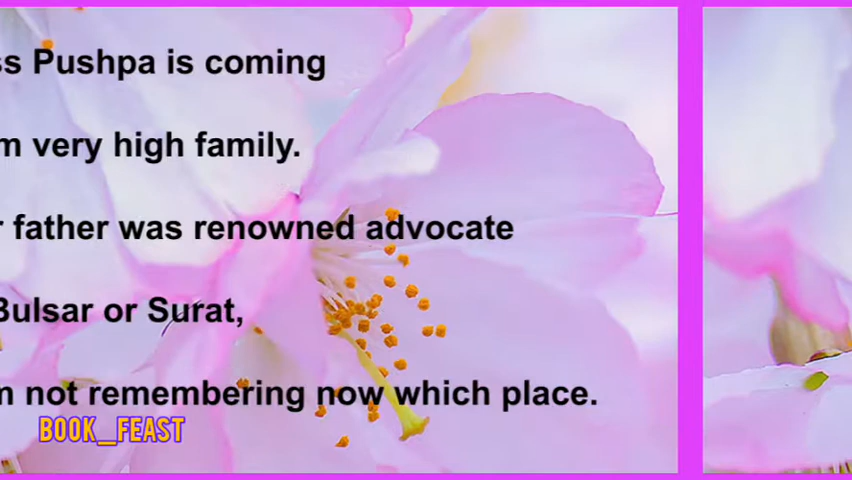 ss Pushpa is coming
m very high family.
r father was renowned advocate
Bulsar or Surat,
m not remembering now which place.
BOOK_FEAST